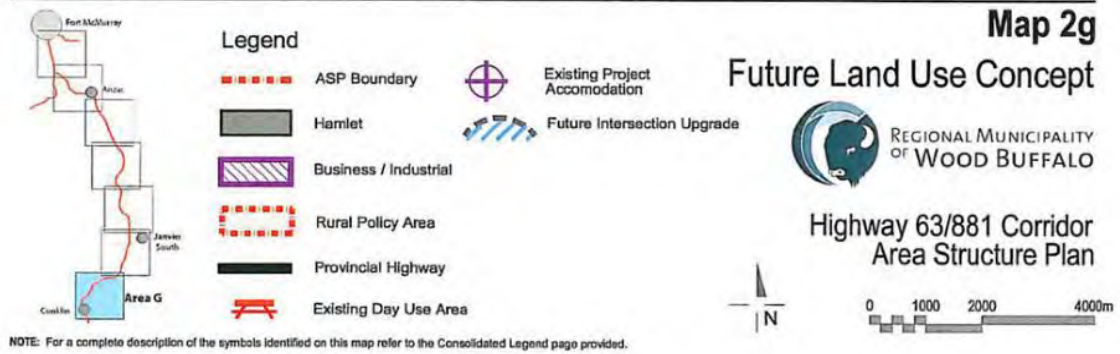 Fort McMurray
Anzac
Janvier
South
Area G
Conklin
Legend
ASP Boundary
Hamlet
Business / Industrial
Rural Policy Area
Provincial Highway
Existing Day Use Area
Existing Project
Accomodation
Future Intersection Upgrade
Map 2g
Future Land Use Concept
REGIONAL MUNICIPALITY
OF WOOD BUFFALO
Highway 63/881 Corridor
Area Structure Plan
N
0 1000 2000 4000m
NOTE: For a complete description of the symbols identified on this map refer to the Consolidated Legend page provided.